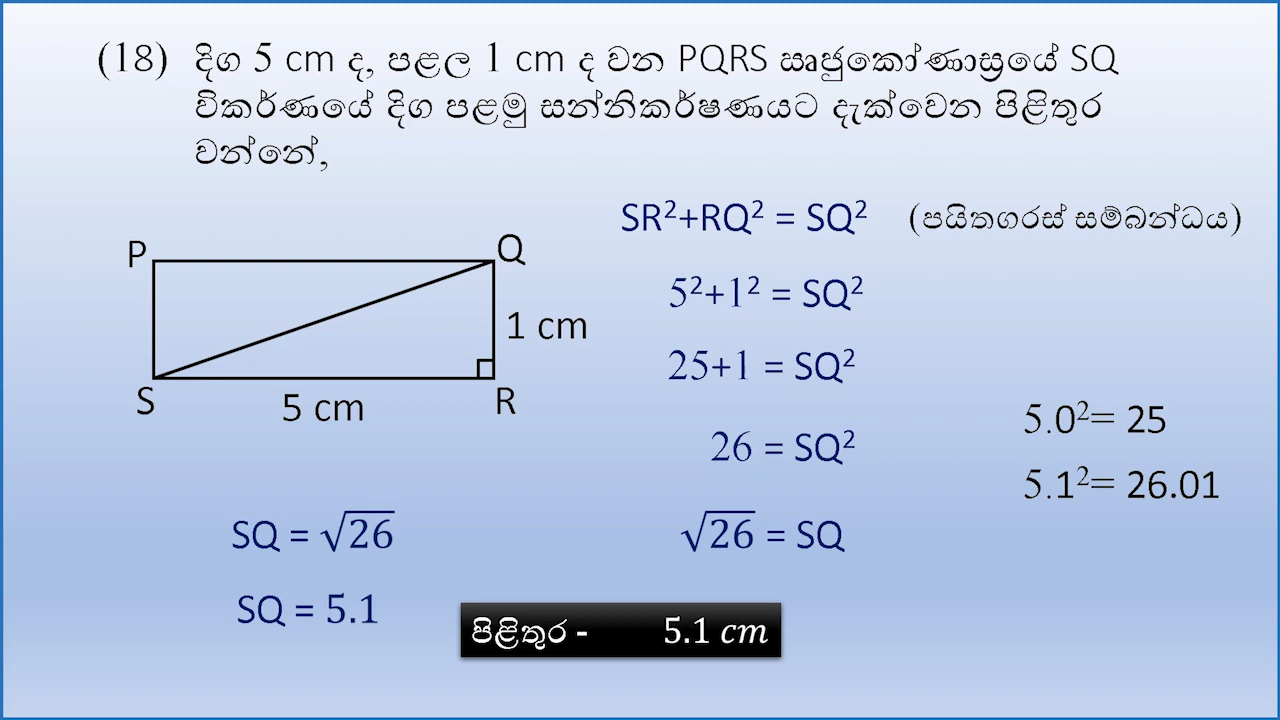 (18) දිග 5 cm ද, පළල 1 cm ද වන PQRS ඍජුකෝණාස්‍රයේ SQ
විකර්ණයේ දිග පළමු සන්නිකර්ෂණයට දැක්වෙන පිළිතුර
වන්නේ,
SR²+RQ² = SQ² (පයිතගරස් සම්බන්ධය)
P
Q
5²+1² = SQ²
1 cm
25+1 = SQ²
S
5 cm
R
5.0²= 25
26 = SQ²
5.1²= 26.01
SQ = √26
√26 = SQ
SQ = 5.1
පිළිතුර - 5.1 cm